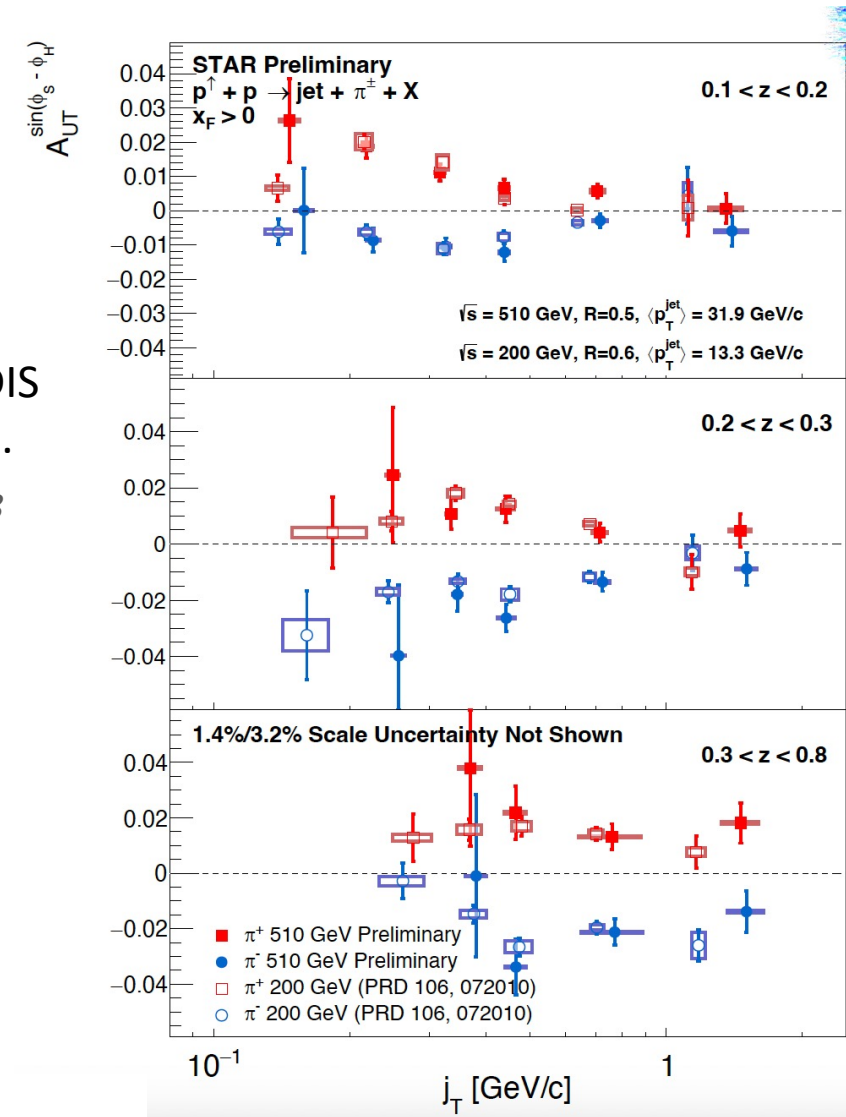 A_UT^sin(ϕ_S - ϕ_H)
STAR Preliminary
p↑ + p → jet + π± + X
x_F > 0
0.1 < z < 0.2
0.04
0.03
0.02
0.01
0
−0.01
−0.02
−0.03
−0.04
√s = 510 GeV, R=0.5, ⟨p_T^jet⟩ = 31.9 GeV/c
√s = 200 GeV, R=0.6, ⟨p_T^jet⟩ = 13.3 GeV/c
DIS
.
0.2 < z < 0.3
0.04
0.02
0
−0.02
−0.04
1.4%/3.2% Scale Uncertainty Not Shown
0.3 < z < 0.8
0.04
0.02
0
−0.02
−0.04
π+ 510 GeV Preliminary
π- 510 GeV Preliminary
π+ 200 GeV (PRD 106, 072010)
π- 200 GeV (PRD 106, 072010)
10−1
1
j_T [GeV/c]